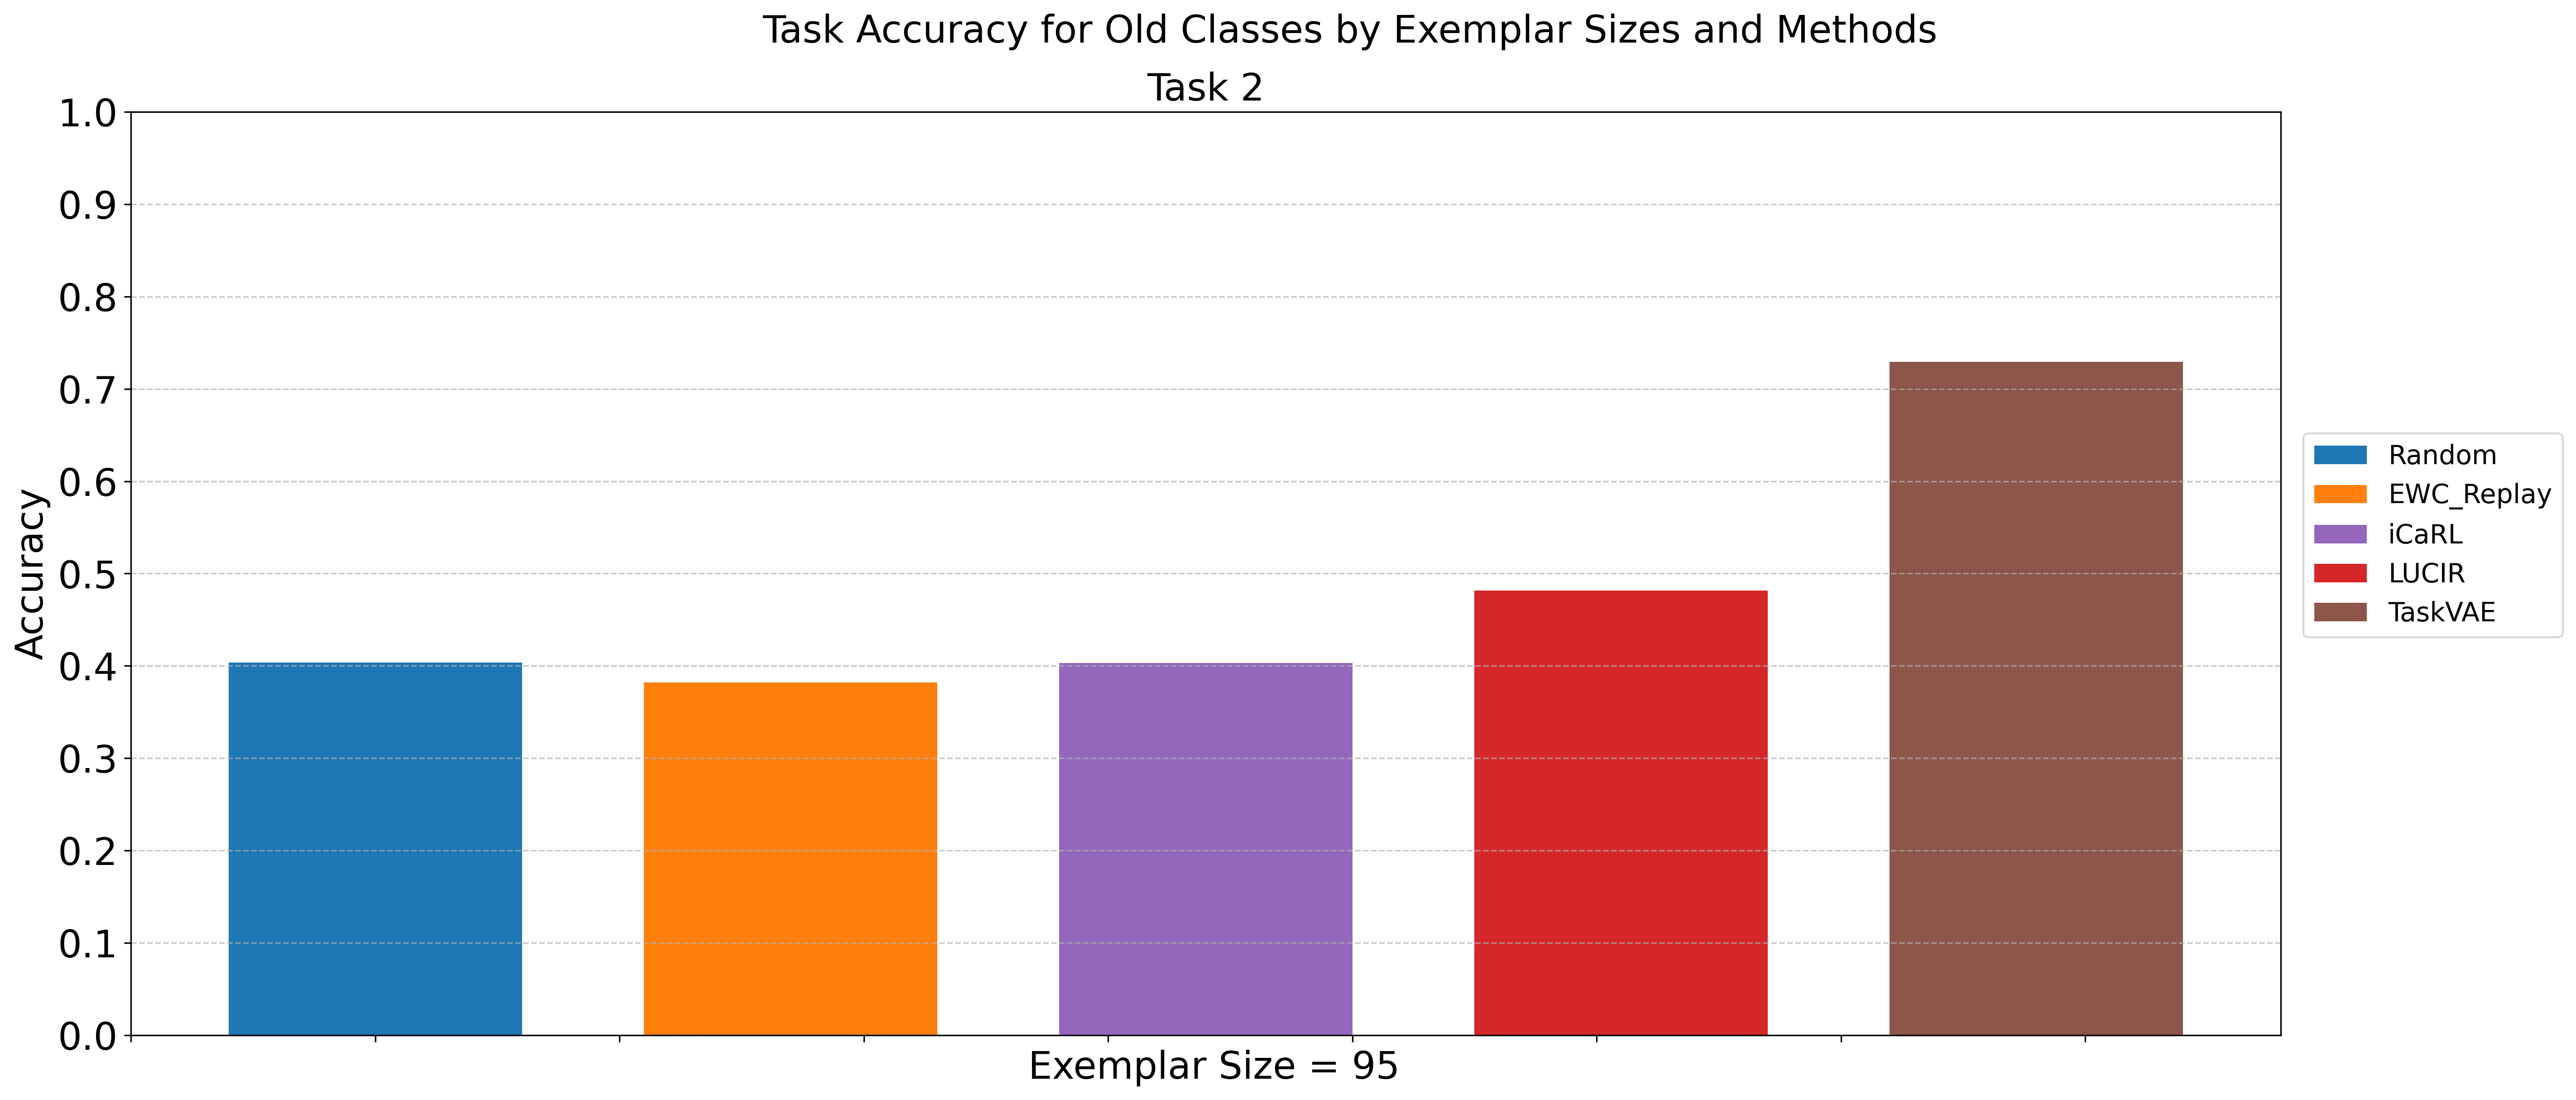 Task Accuracy for Old Classes by Exemplar Sizes and Methods
Task 2
1.0
0.9
0.8
0.7
0.6
0.5
0.4
0.3
0.2
0.1
0.0
Accuracy
Exemplar Size = 95
Random
EWC_Replay
iCaRL
LUCIR
TaskVAE